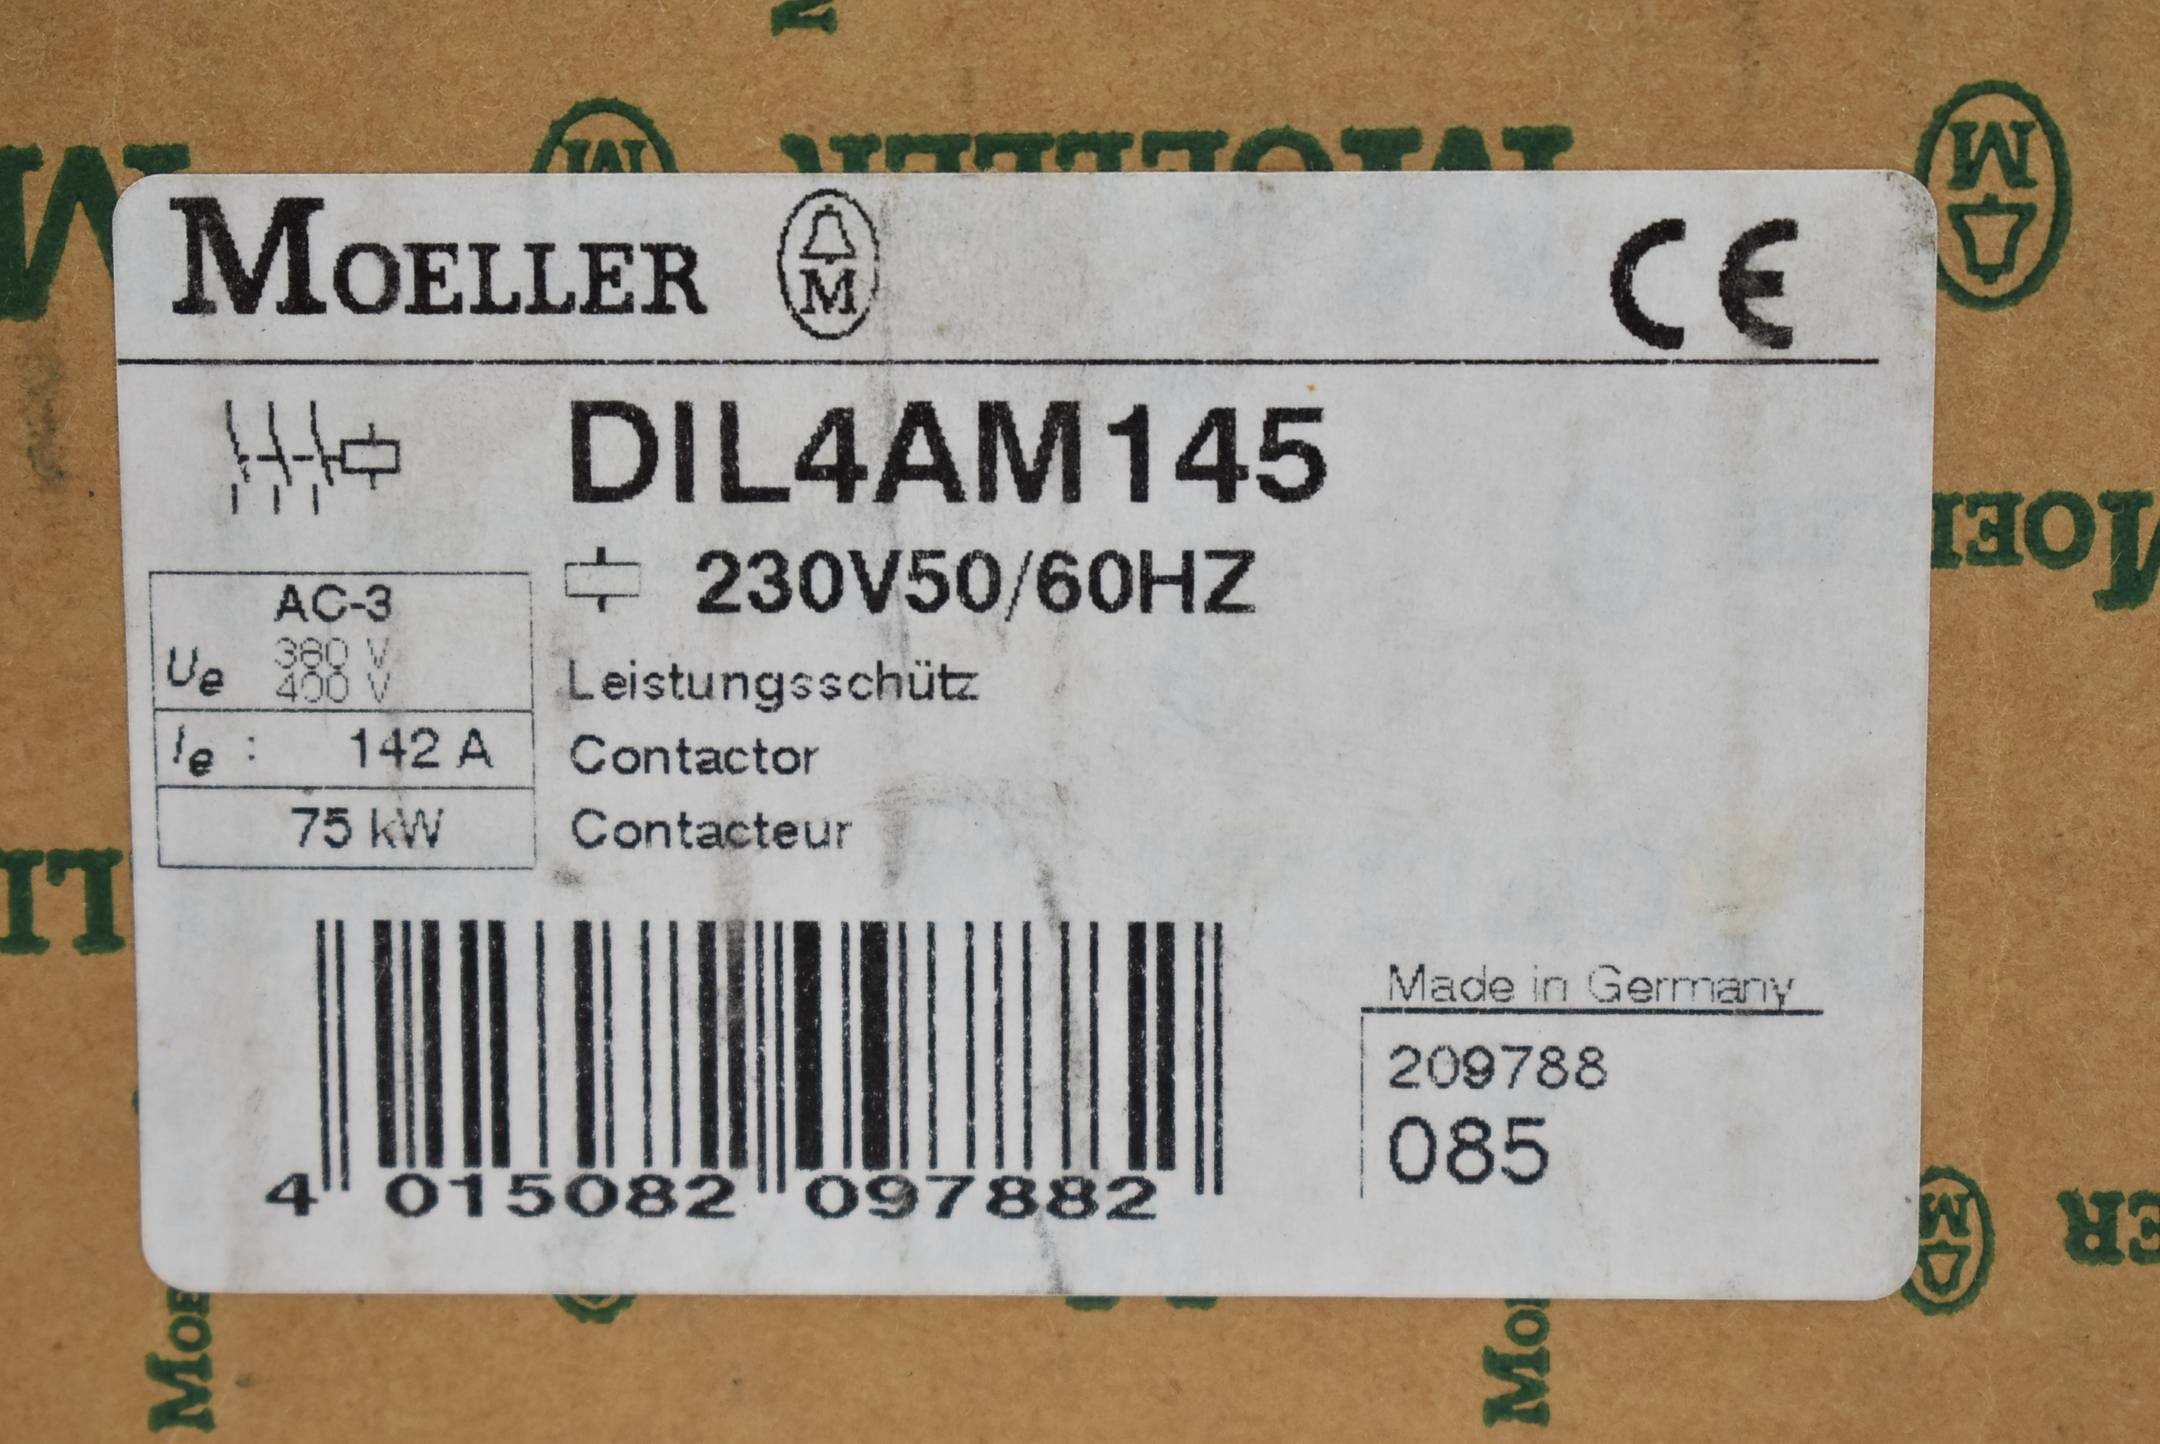 MOELLER
M
CE
DIL4AM145
230V50/60HZ
AC-3
Ue 380 V
400 V
Ie : 142 A
75 kW
Leistungsschütz
Contactor
Contacteur
4 015082 097882
Made in Germany
209788
085